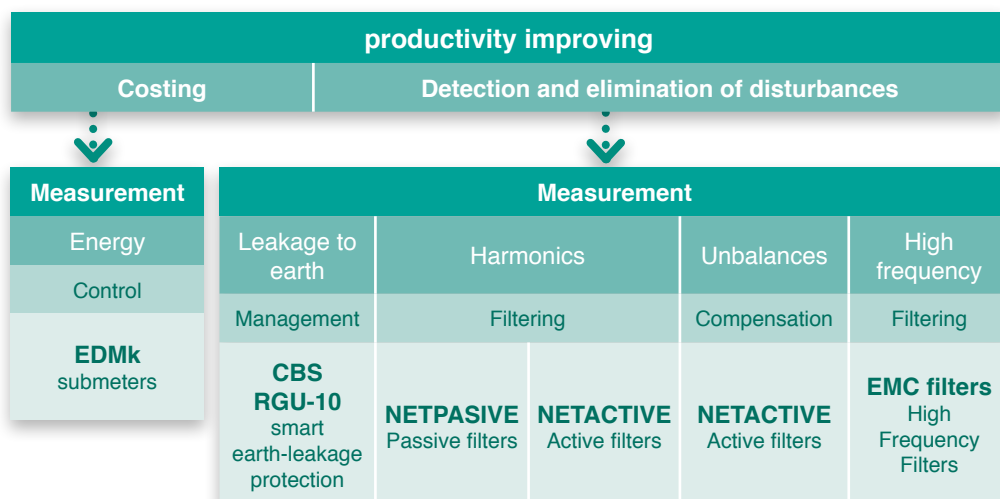 productivity improving
Costing
Detection and elimination of disturbances
Measurement
Energy
Control
EDMk
submeters
Measurement
Leakage to
earth
Management
CBS
RGU-10
smart
earth-leakage
protection
Harmonics
Filtering
NETPASIVE
Passive filters
NETACTIVE
Active filters
Unbalances
Compensation
NETACTIVE
Active filters
High
frequency
Filtering
EMC filters
High
Frequency
Filters